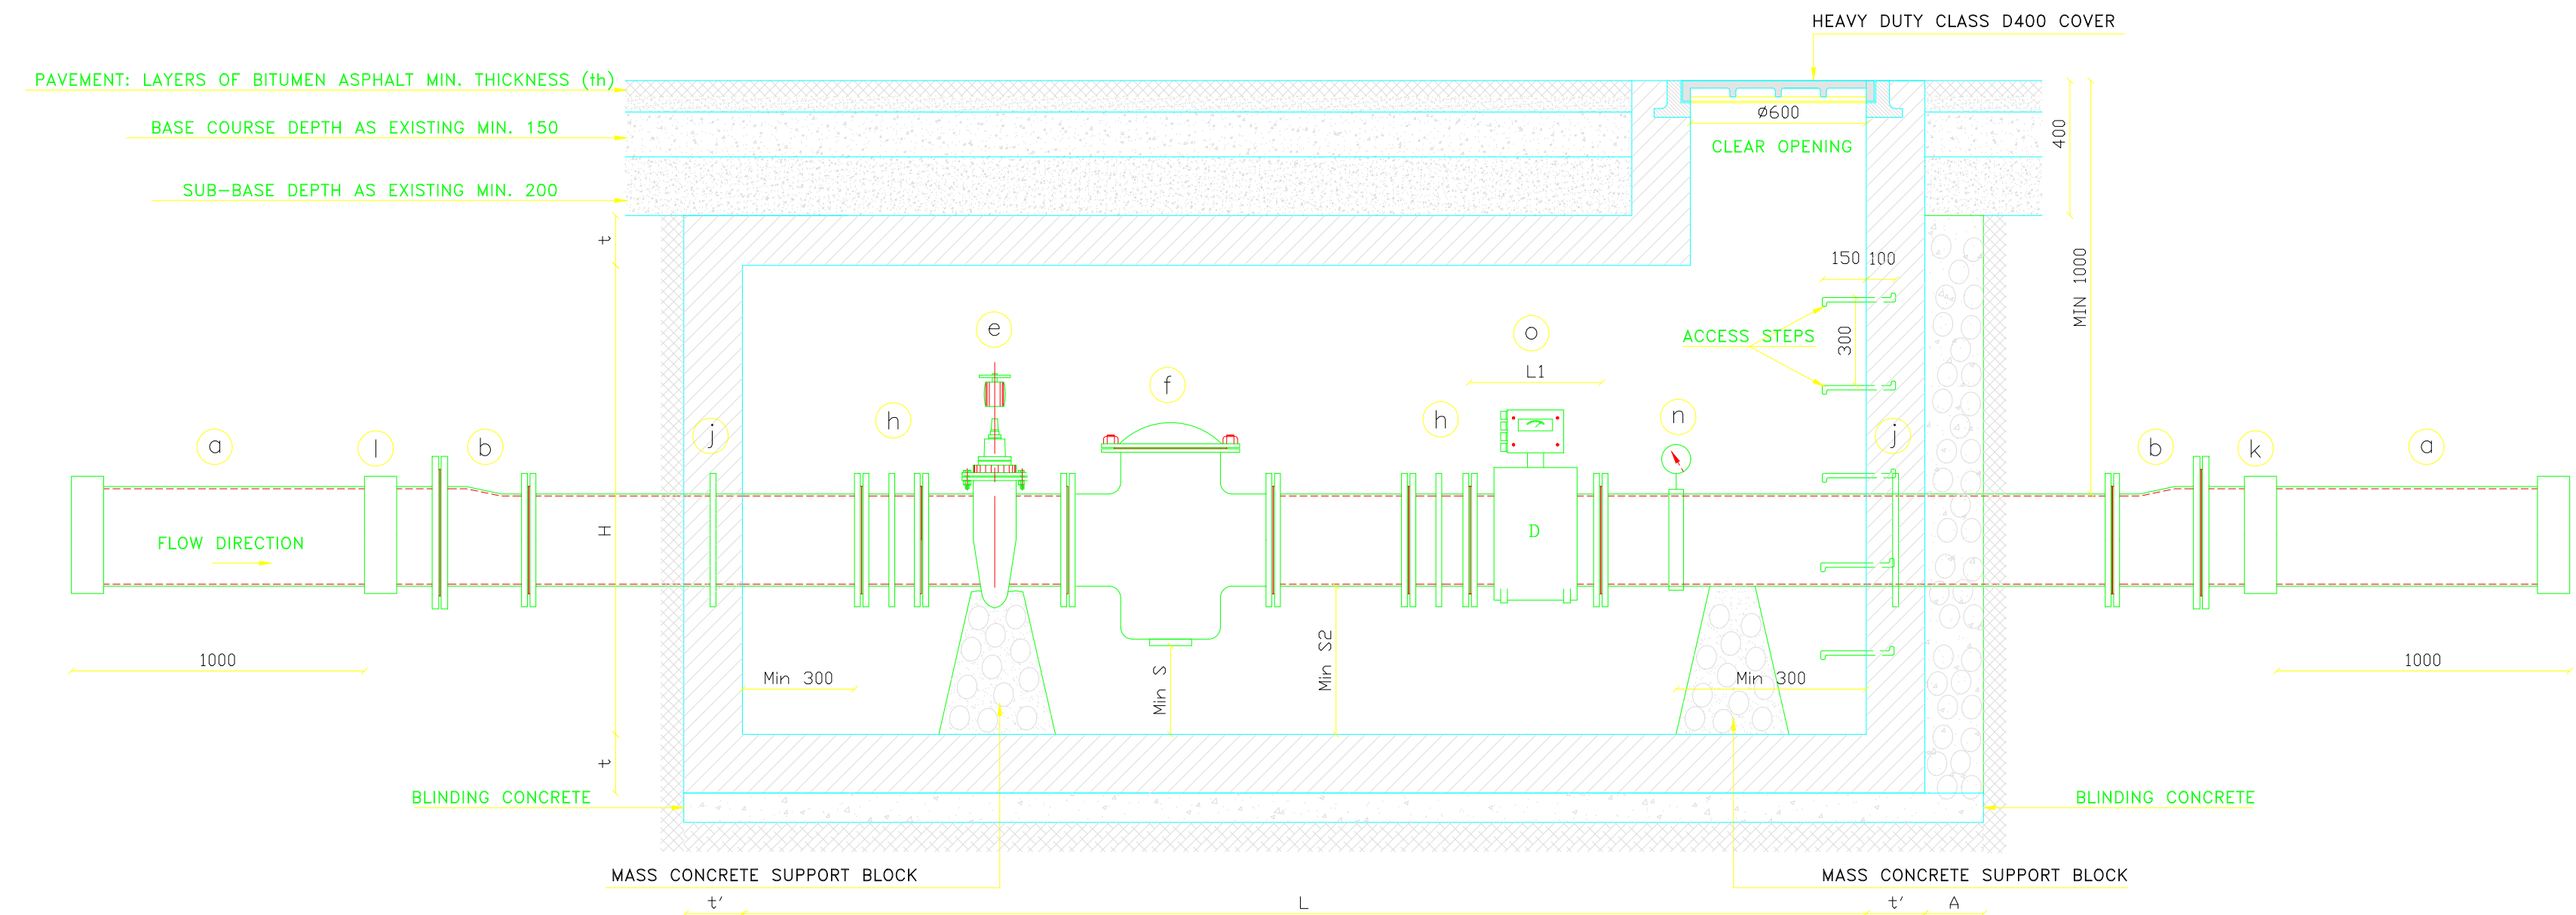 HEAVY DUTY CLASS D400 COVER
PAVEMENT: LAYERS OF BITUMEN ASPHALT MIN. THICKNESS (th)
Ø600
BASE COURSE DEPTH AS EXISTING MIN. 150
400
CLEAR OPENING
SUB-BASE DEPTH AS EXISTING MIN. 200
t
150 100
MIN 1000
e
o
ACCESS STEPS
300
L1
f
h
h
n
j
j
a
l
b
b
k
a
FLOW DIRECTION
H
D
1000
Min 300
Min S
Min S2
Min 300
1000
t
BLINDING CONCRETE
BLINDING CONCRETE
MASS CONCRETE SUPPORT BLOCK
MASS CONCRETE SUPPORT BLOCK
t'
L
t'
A